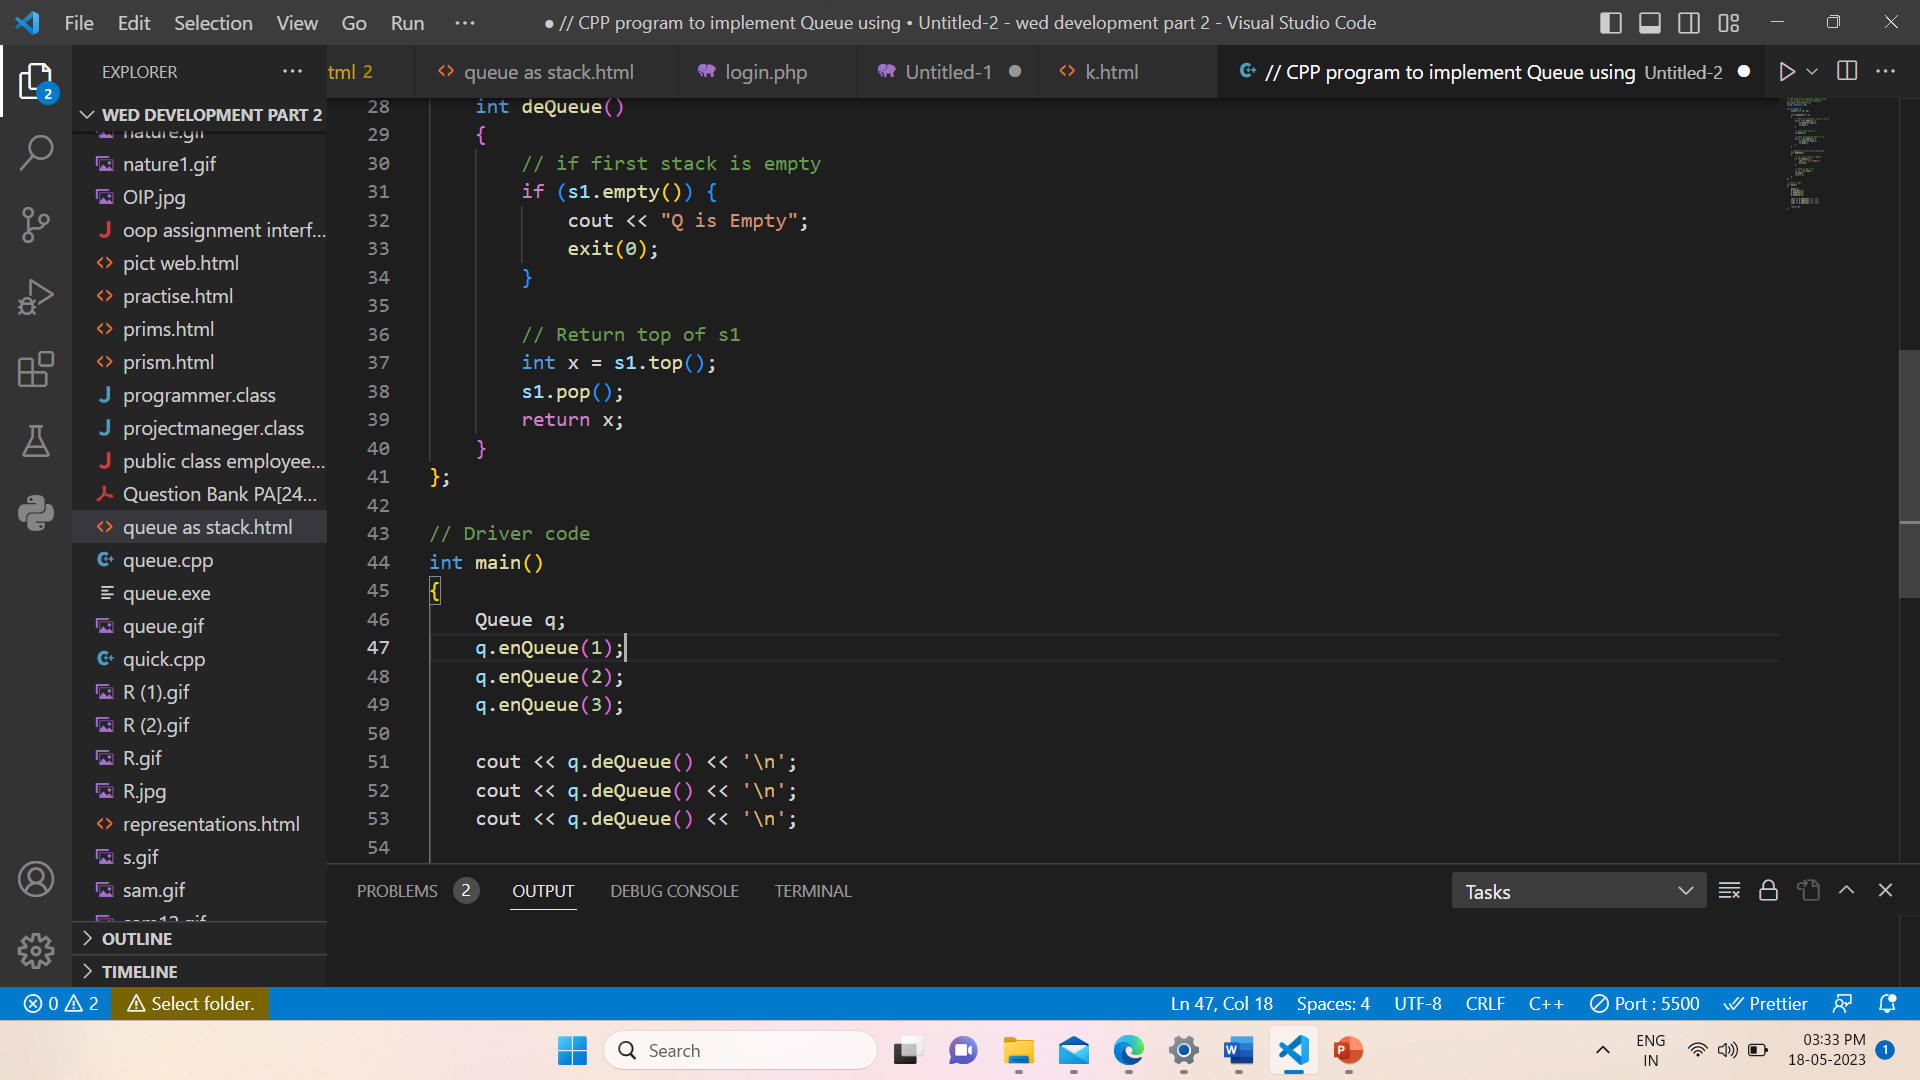 File Edit Selection View Go Run ··· ● // CPP program to implement Queue using • Untitled-2 - wed development part 2 - Visual Studio Code
EXPLORER ··· tml 2 queue as stack.html login.php Untitled-1 ● k.html // CPP program to implement Queue using Untitled-2 ●
2
WED DEVELOPMENT PART 2
nature.gif
nature1.gif
OIP.jpg
oop assignment interf...
pict web.html
practise.html
prims.html
prism.html
programmer.class
projectmaneger.class
public class employee...
Question Bank PA[24...
queue as stack.html
queue.cpp
queue.exe
queue.gif
quick.cpp
R (1).gif
R (2).gif
R.gif
R.jpg
representations.html
s.gif
sam.gif
sam12.gif
OUTLINE
TIMELINE
28 int deQueue()
29 {
30 // if first stack is empty
31 if (s1.empty()) {
32 cout << "Q is Empty";
33 exit(0);
34 }
35
36 // Return top of s1
37 int x = s1.top();
38 s1.pop();
39 return x;
40 }
41 };
42
43 // Driver code
44 int main()
45 {
46 Queue q;
47 q.enQueue(1);
48 q.enQueue(2);
49 q.enQueue(3);
50
51 cout << q.deQueue() << '\n';
52 cout << q.deQueue() << '\n';
53 cout << q.deQueue() << '\n';
54
PROBLEMS 2 OUTPUT DEBUG CONSOLE TERMINAL Tasks
0 2 Select folder. Ln 47, Col 18 Spaces: 4 UTF-8 CRLF C++ Port : 5500 Prettier
Search
ENG
IN
03:33 PM
18-05-2023
1